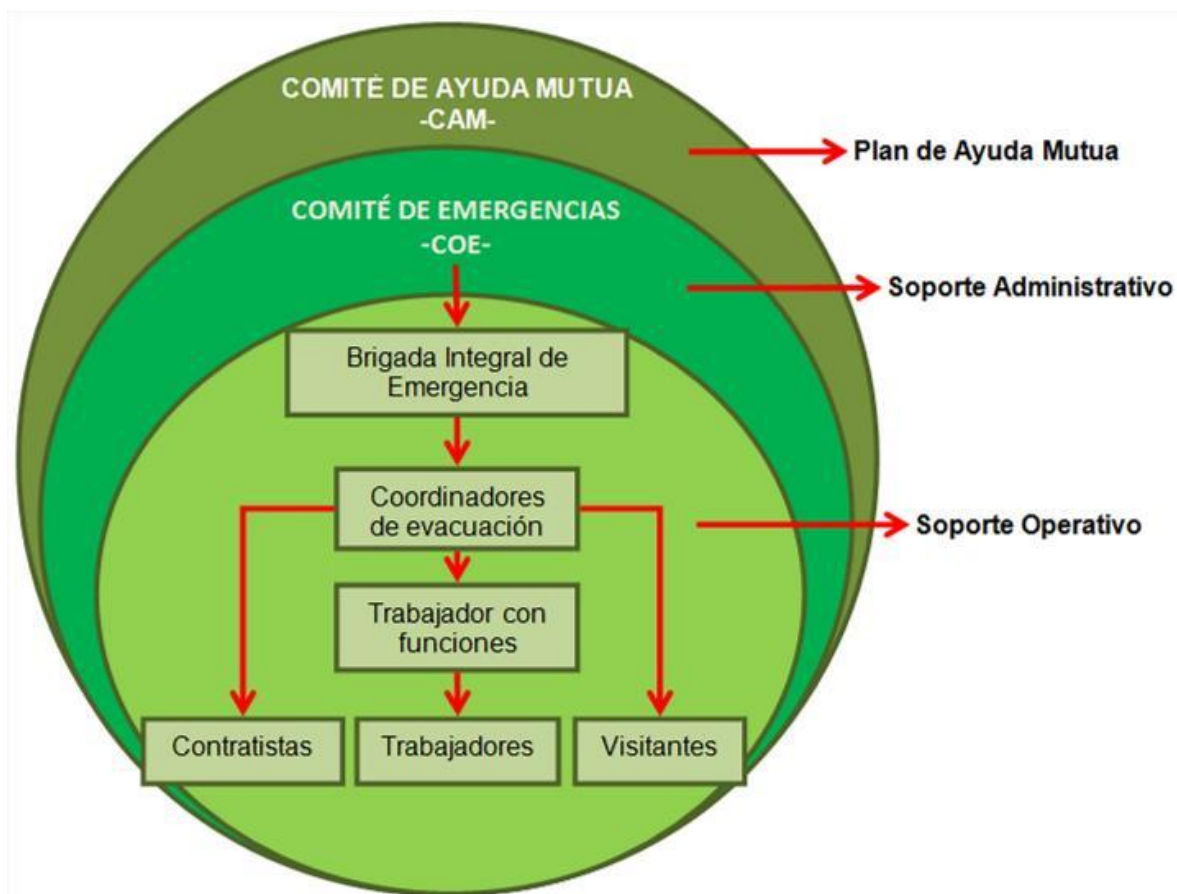 COMITÉ DE AYUDA MUTUA
-CAM-
Plan de Ayuda Mutua
COMITÉ DE EMERGENCIAS
-COE-
Soporte Administrativo
Brigada Integral de
Emergencia
Coordinadores
de evacuación
Soporte Operativo
Trabajador con
funciones
Contratistas
Trabajadores
Visitantes